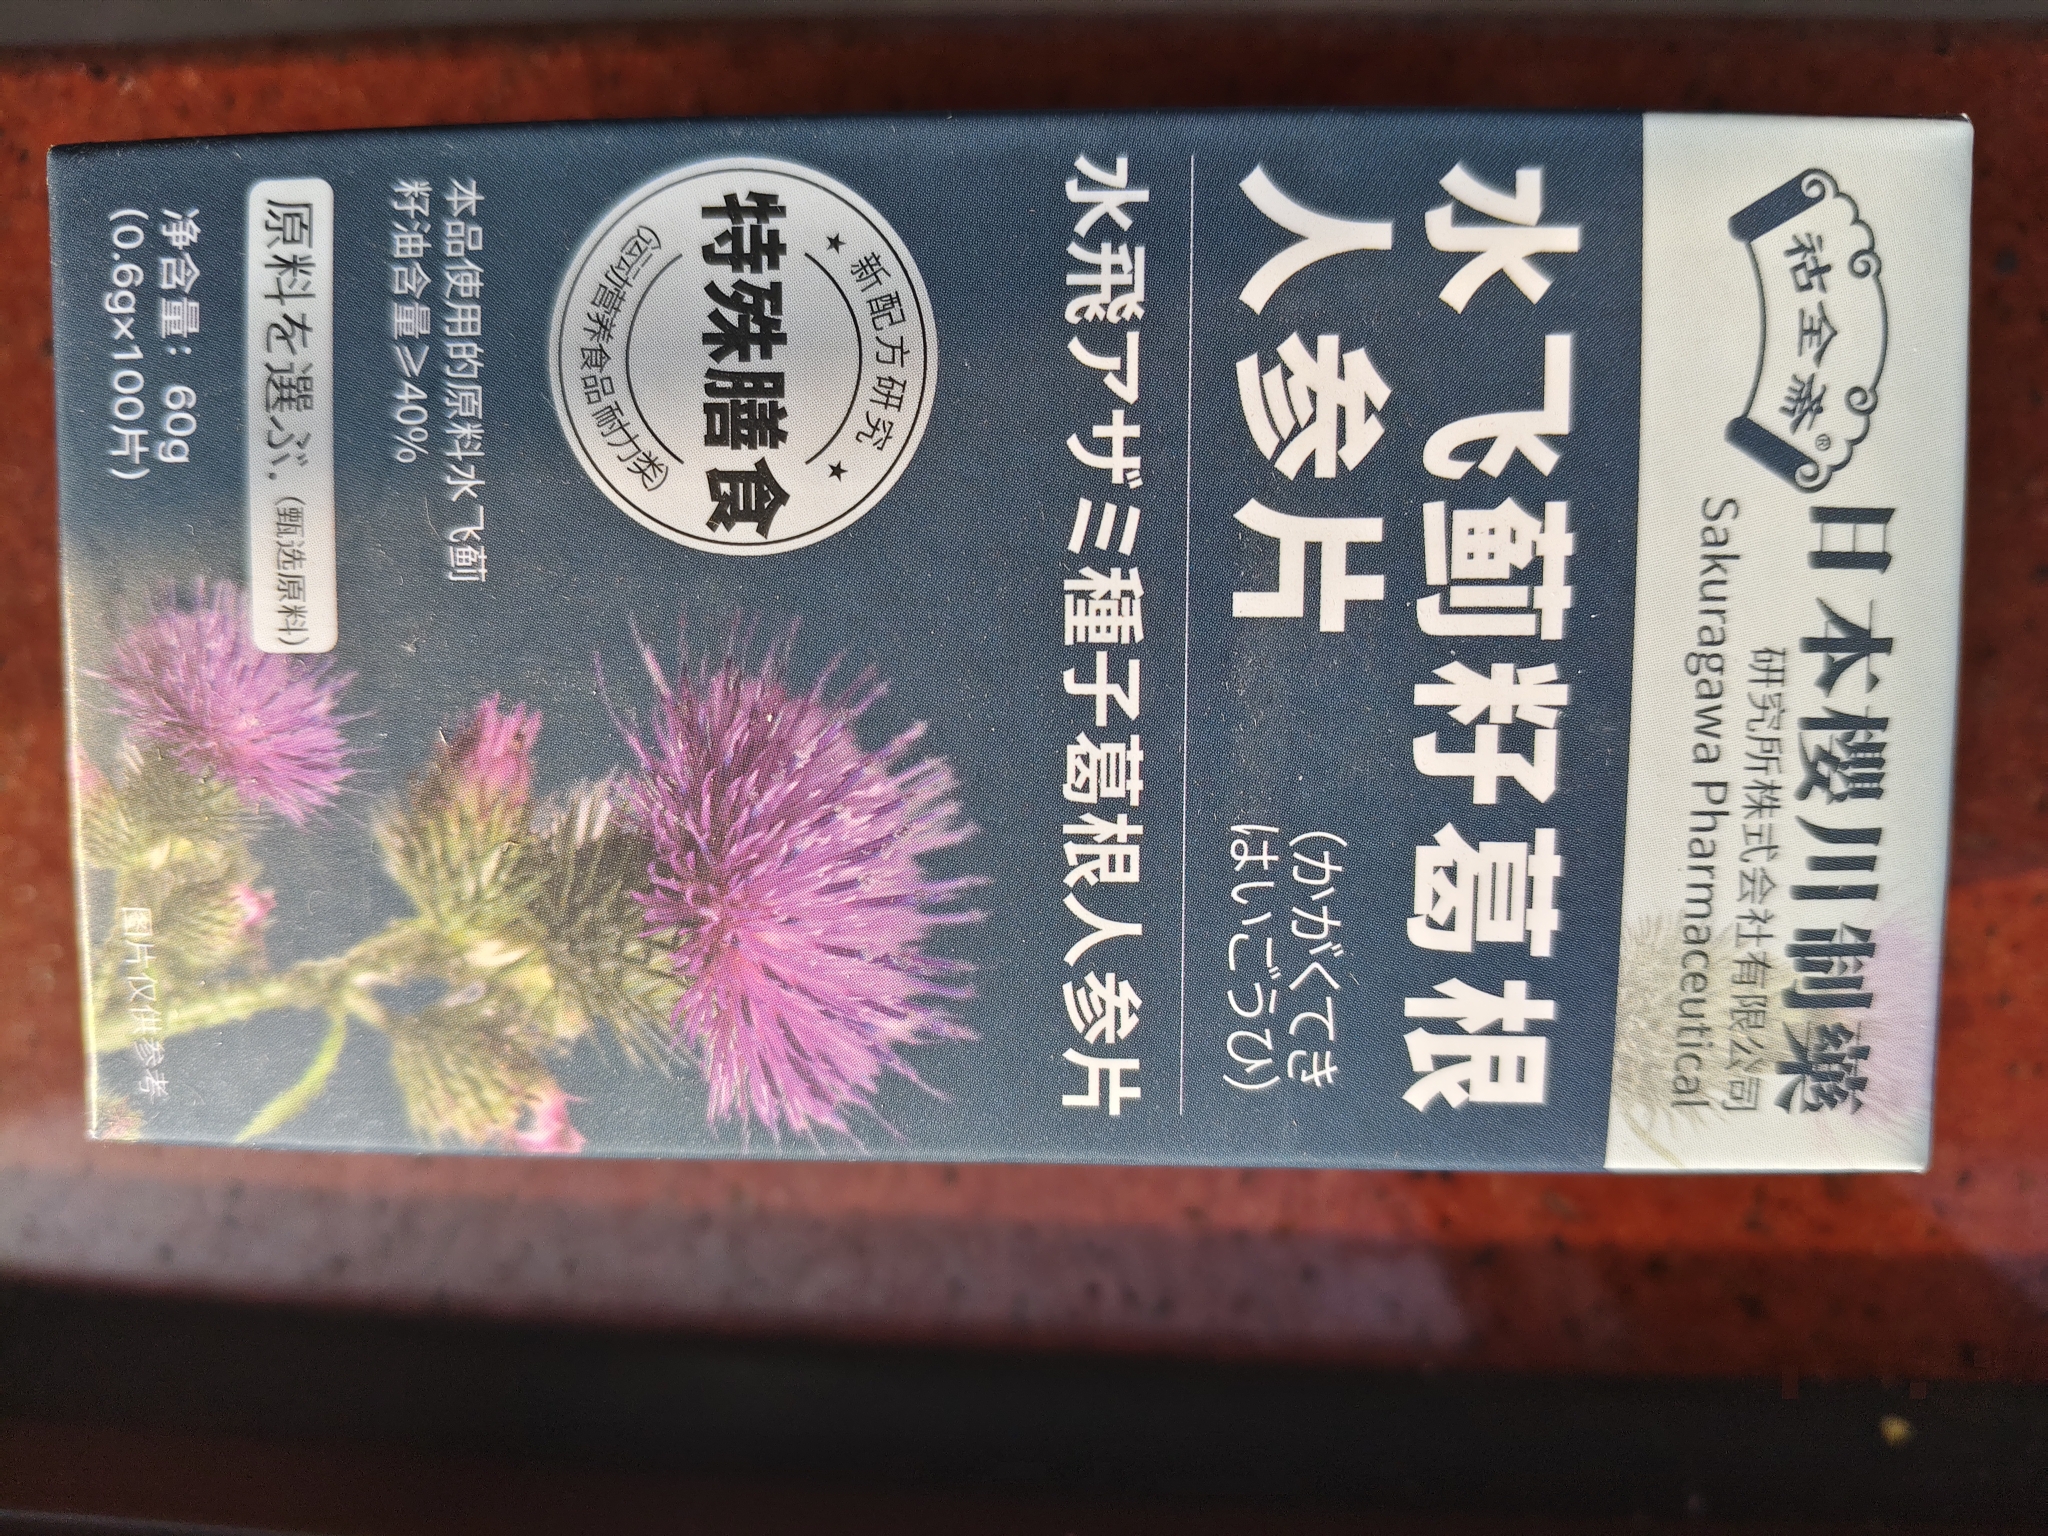 祜全茶®
日本樱川制藥
研究所株式会社有限公司
Sakuragawa Pharmaceutical
水飞蓟籽葛根
人参片
(かがくてき
はいごうひ)
水飛アザミ種子葛根人参片
新配方研究
特殊膳食
(运动营养食品耐力类)
本品使用的原料水飞蓟
籽油含量≥40%
原料を選ぶ.(甄选原料)
净含量: 60g
(0.6g×100片)
图片仅供参考